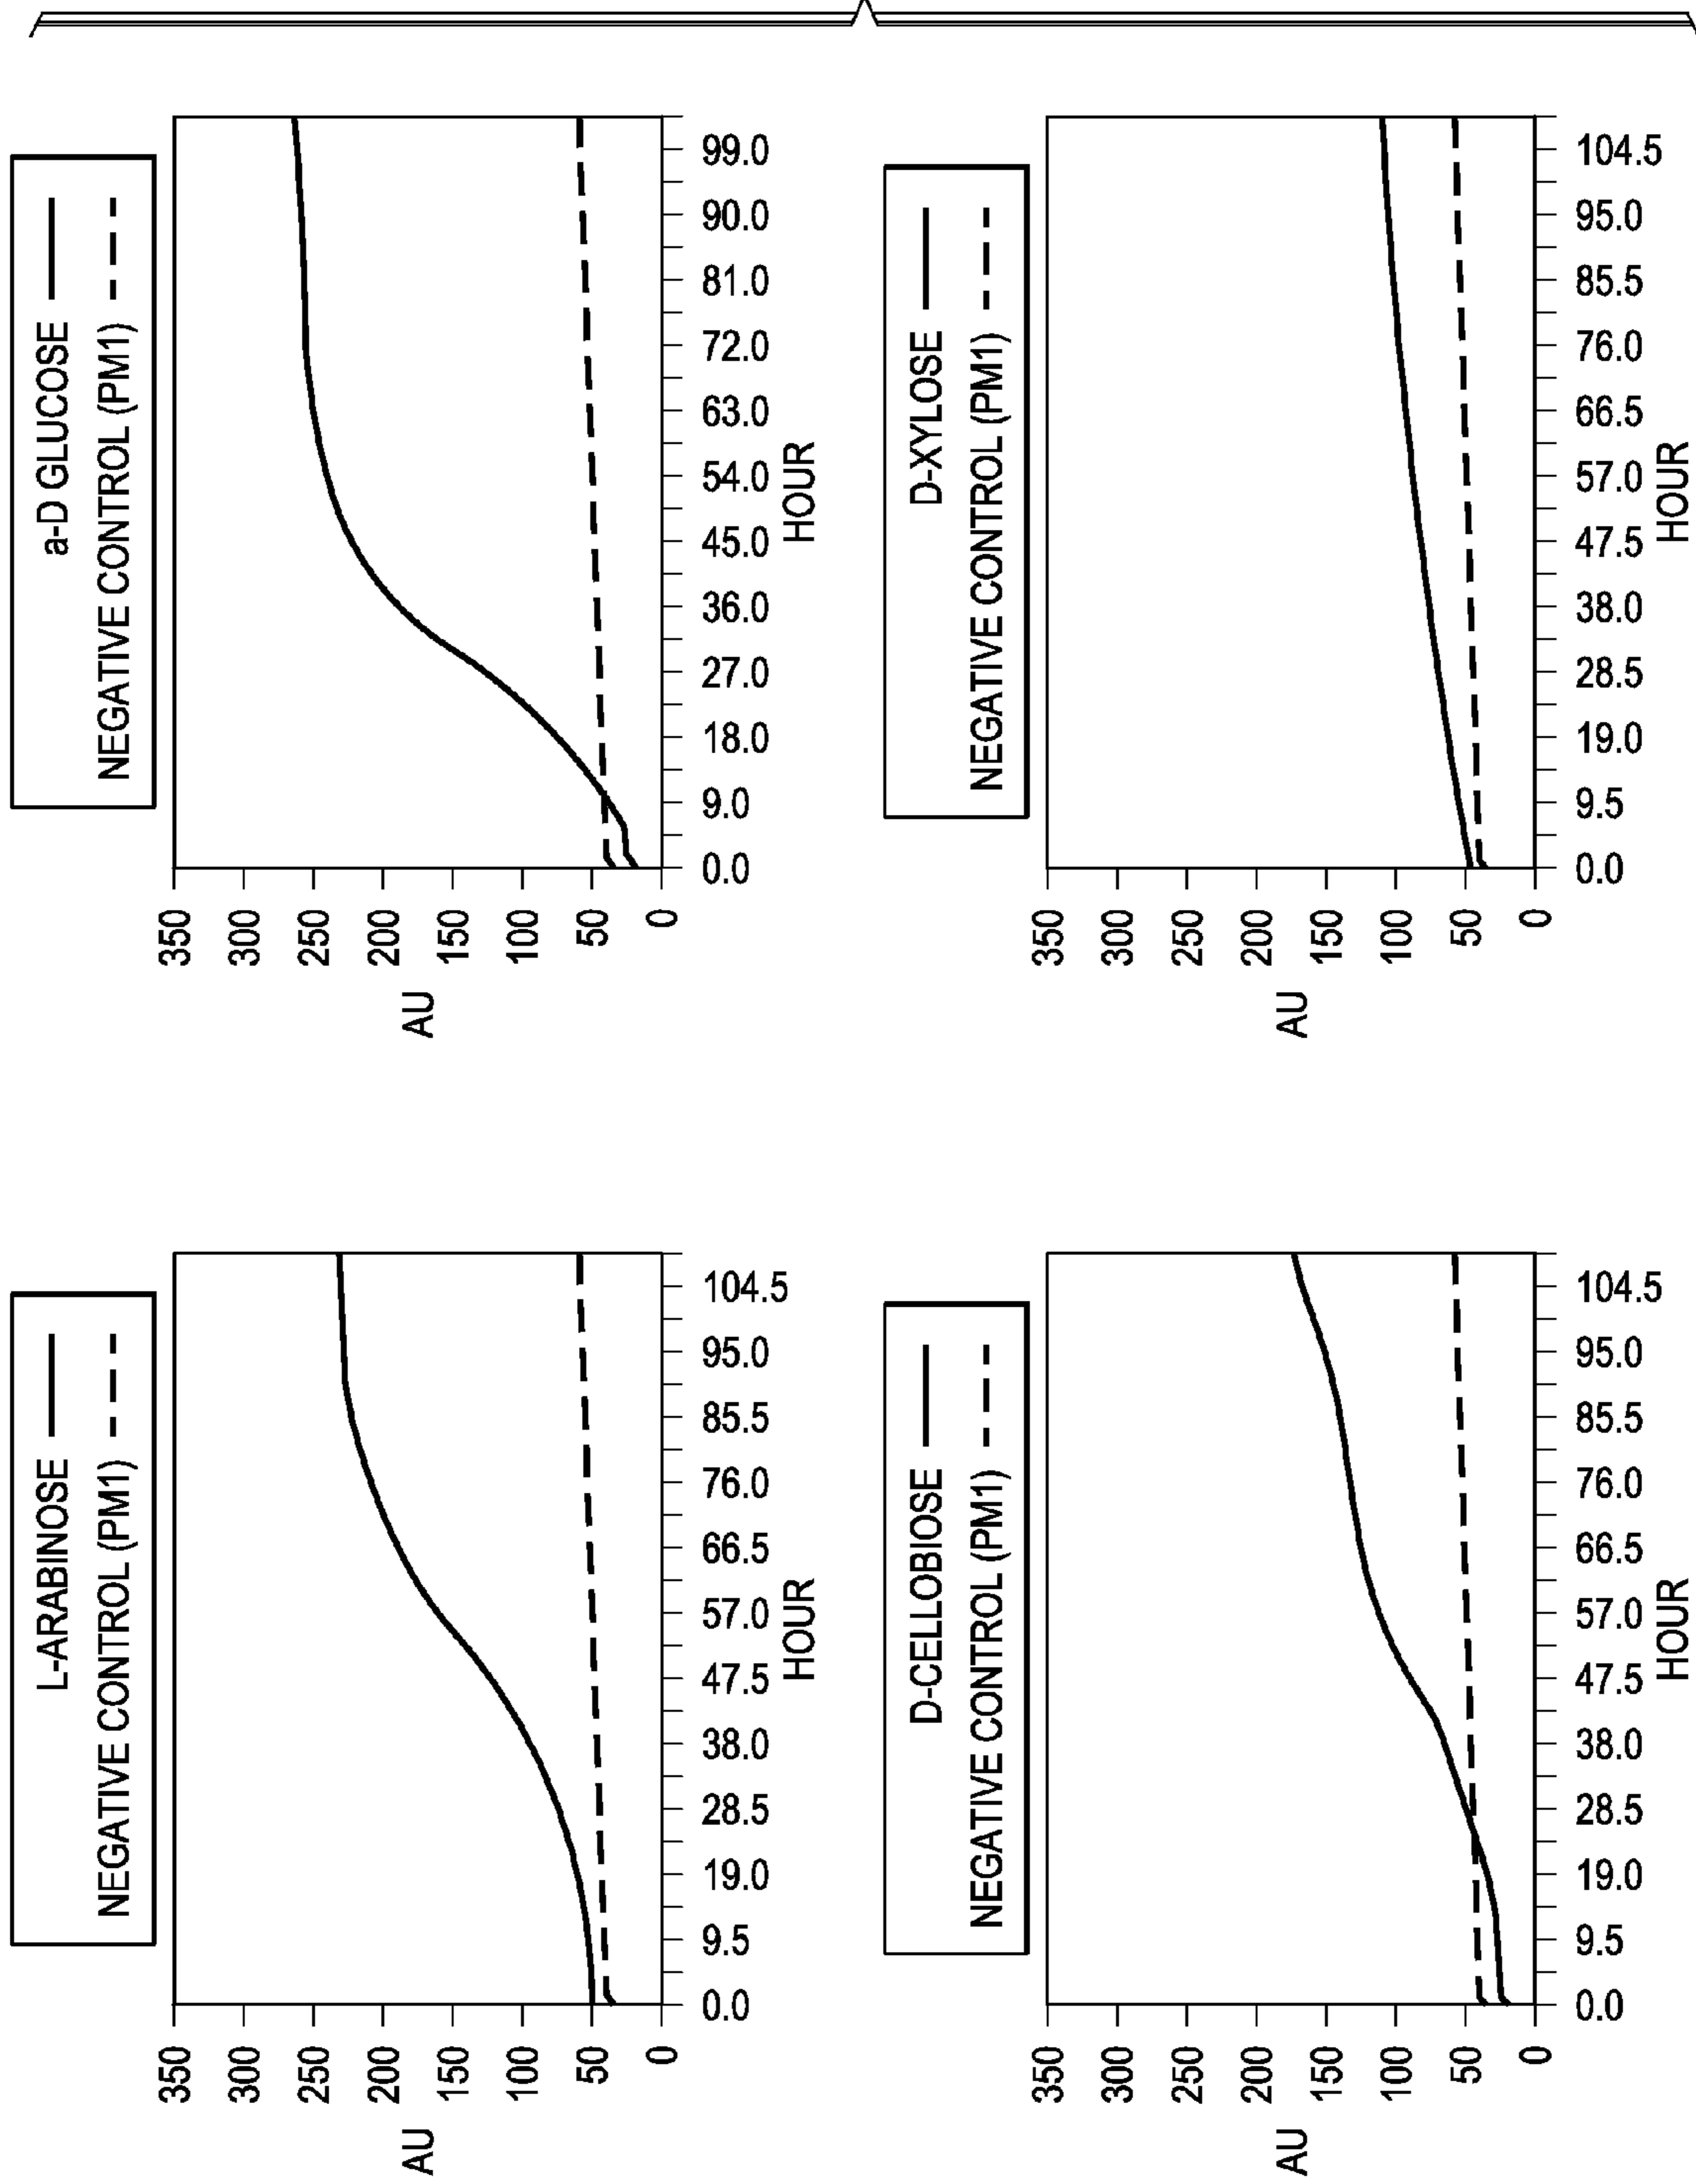 L-ARABINOSE
NEGATIVE CONTROL (PM1)
350
300
250
200
150
100
50
0
AU
0.0 9.5 19.0 28.5 38.0 47.5 57.0 66.5 76.0 85.5 95.0 104.5
HOUR
a-D GLUCOSE
NEGATIVE CONTROL (PM1)
350
300
250
200
150
100
50
0
AU
0.0 9.0 18.0 27.0 36.0 45.0 54.0 63.0 72.0 81.0 90.0 99.0
HOUR
D-CELLOBIOSE
NEGATIVE CONTROL (PM1)
350
300
250
200
150
100
50
0
AU
0.0 9.5 19.0 28.5 38.0 47.5 57.0 66.5 76.0 85.5 95.0 104.5
HOUR
D-XYLOSE
NEGATIVE CONTROL (PM1)
350
300
250
200
150
100
50
0
AU
0.0 9.5 19.0 28.5 38.0 47.5 57.0 66.5 76.0 85.5 95.0 104.5
HOUR